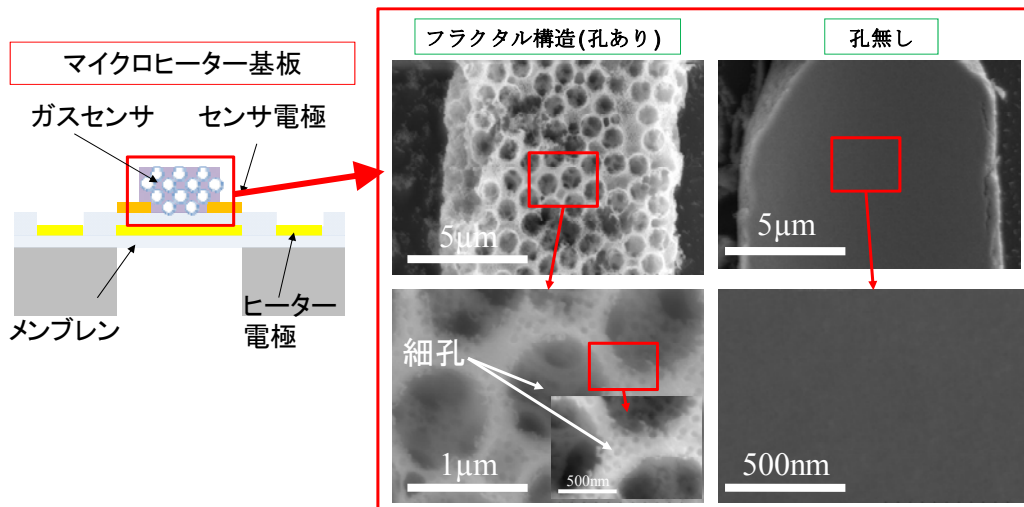 マイクロヒーター基板
ガスセンサ
センサ電極
メンブレン
ヒーター
電極
フラクタル構造(孔あり)
孔無し
5μm
5μm
細孔
1μm
500nm
500nm